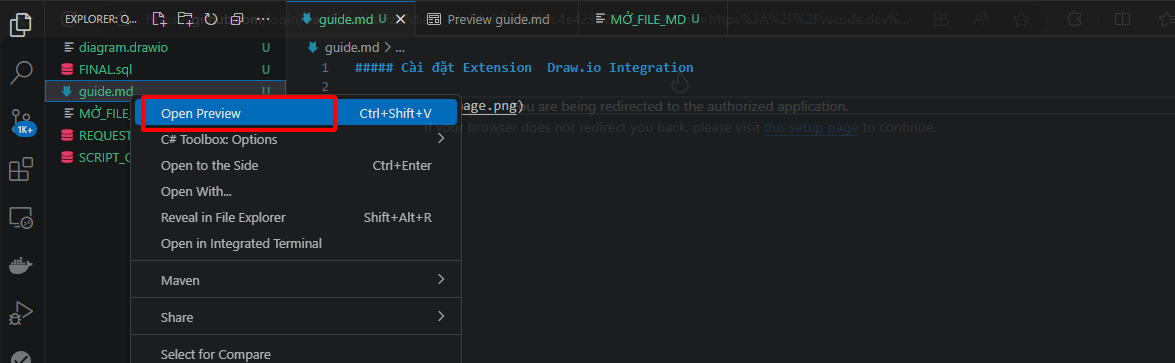 EXPLORER: Q...
guide.md U
Preview guide.md
MỞ_FILE_MD U
diagram.drawio U
FINAL.sql U
guide.md U
MỞ_FILE_
REQUEST
SCRIPT_
guide.md > ...
1 ##### Cài đặt Extension  Draw.io Integration
2
age.png)
You are being redirected to the authorized application.
If your browser does not redirect you back, please visit this setup page to continue.
1K+
Open Preview Ctrl+Shift+V
C# Toolbox: Options
Open to the Side Ctrl+Enter
Open With...
Reveal in File Explorer Shift+Alt+R
Open in Integrated Terminal
Maven
Share
Select for Compare